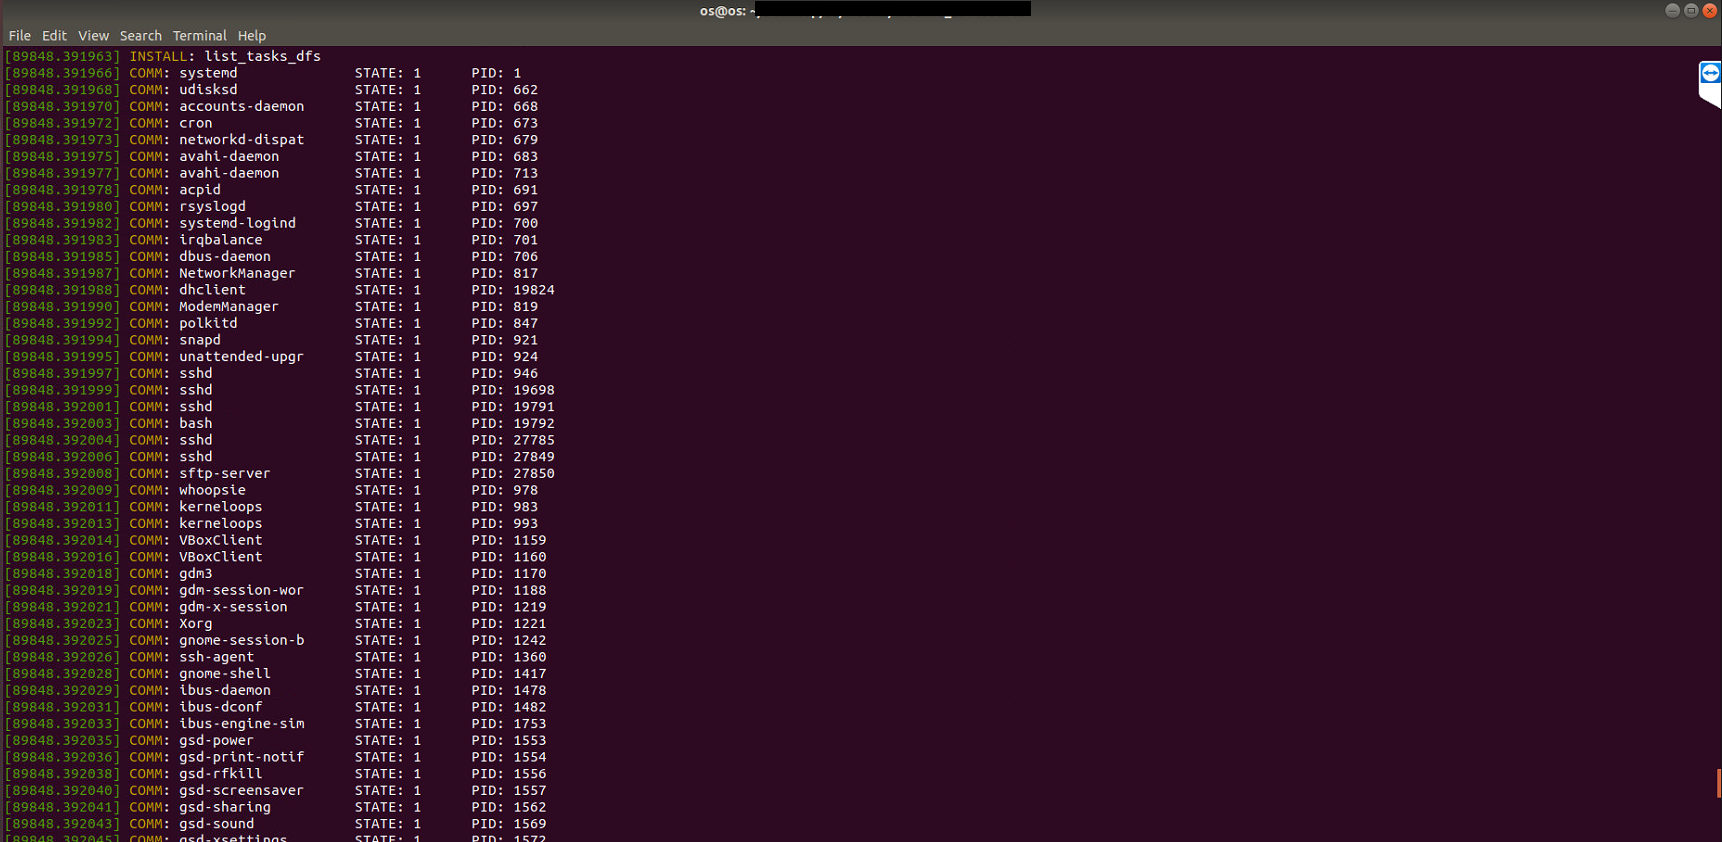 os@os: ~
File Edit View Search Terminal Help
[89848.391963] INSTALL: list_tasks_dfs
[89848.391966] COMM: systemd STATE: 1 PID: 1
[89848.391968] COMM: udisksd STATE: 1 PID: 662
[89848.391970] COMM: accounts-daemon STATE: 1 PID: 668
[89848.391972] COMM: cron STATE: 1 PID: 673
[89848.391973] COMM: networkd-dispat STATE: 1 PID: 679
[89848.391975] COMM: avahi-daemon STATE: 1 PID: 683
[89848.391977] COMM: avahi-daemon STATE: 1 PID: 713
[89848.391978] COMM: acpid STATE: 1 PID: 691
[89848.391980] COMM: rsyslogd STATE: 1 PID: 697
[89848.391982] COMM: systemd-logind STATE: 1 PID: 700
[89848.391983] COMM: irqbalance STATE: 1 PID: 701
[89848.391985] COMM: dbus-daemon STATE: 1 PID: 706
[89848.391987] COMM: NetworkManager STATE: 1 PID: 817
[89848.391988] COMM: dhclient STATE: 1 PID: 19824
[89848.391990] COMM: ModemManager STATE: 1 PID: 819
[89848.391992] COMM: polkitd STATE: 1 PID: 847
[89848.391994] COMM: snapd STATE: 1 PID: 921
[89848.391995] COMM: unattended-upgr STATE: 1 PID: 924
[89848.391997] COMM: sshd STATE: 1 PID: 946
[89848.391999] COMM: sshd STATE: 1 PID: 19698
[89848.392001] COMM: sshd STATE: 1 PID: 19791
[89848.392003] COMM: bash STATE: 1 PID: 19792
[89848.392004] COMM: sshd STATE: 1 PID: 27785
[89848.392006] COMM: sshd STATE: 1 PID: 27849
[89848.392008] COMM: sftp-server STATE: 1 PID: 27850
[89848.392009] COMM: whoopsie STATE: 1 PID: 978
[89848.392011] COMM: kerneloops STATE: 1 PID: 983
[89848.392013] COMM: kerneloops STATE: 1 PID: 993
[89848.392014] COMM: VBoxClient STATE: 1 PID: 1159
[89848.392016] COMM: VBoxClient STATE: 1 PID: 1160
[89848.392018] COMM: gdm3 STATE: 1 PID: 1170
[89848.392019] COMM: gdm-session-wor STATE: 1 PID: 1188
[89848.392021] COMM: gdm-x-session STATE: 1 PID: 1219
[89848.392023] COMM: Xorg STATE: 1 PID: 1221
[89848.392025] COMM: gnome-session-b STATE: 1 PID: 1242
[89848.392026] COMM: ssh-agent STATE: 1 PID: 1360
[89848.392028] COMM: gnome-shell STATE: 1 PID: 1417
[89848.392029] COMM: ibus-daemon STATE: 1 PID: 1478
[89848.392031] COMM: ibus-dconf STATE: 1 PID: 1482
[89848.392033] COMM: ibus-engine-sim STATE: 1 PID: 1753
[89848.392035] COMM: gsd-power STATE: 1 PID: 1553
[89848.392036] COMM: gsd-print-notif STATE: 1 PID: 1554
[89848.392038] COMM: gsd-rfkill STATE: 1 PID: 1556
[89848.392040] COMM: gsd-screensaver STATE: 1 PID: 1557
[89848.392041] COMM: gsd-sharing STATE: 1 PID: 1562
[89848.392043] COMM: gsd-sound STATE: 1 PID: 1569
[89848.392045] COMM: gsd-xsettings STATE: 1 PID: 1572